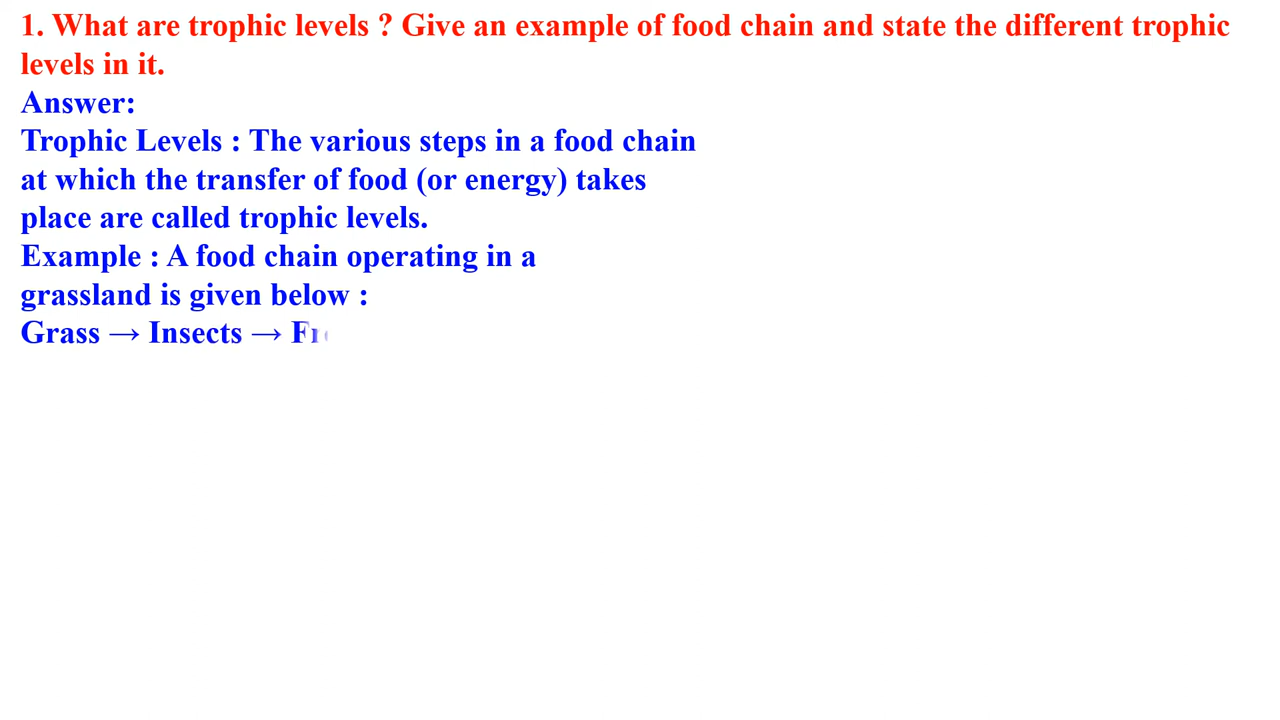 1. What are trophic levels ? Give an example of food chain and state the different trophic
levels in it.
Answer:
Trophic Levels : The various steps in a food chain
at which the transfer of food (or energy) takes
place are called trophic levels.
Example : A food chain operating in a
grassland is given below :
Grass → Insects →